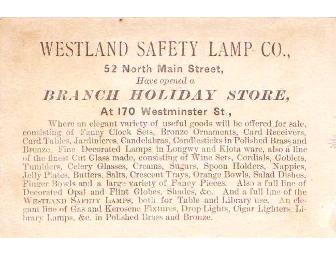 WESTLAND SAFETY LAMP CO.,
52 North Main Street,
Have opened a
BRANCH HOLIDAY STORE,
At 170 Westminster St.,
Where an elegant variety of useful goods will be offered for sale,
consisting of Fancy Clock Sets, Bronze Ornaments, Card Receivers,
Card Tables, Jardinieres, Candelabras, Candlesticks in Polished Brass and
Bronze, Fine Decorated Lamps in Longwy and Kiota ware, also a line
of the finest Cut Glass made, consisting of Wine Sets, Cordials, Goblets,
Tumblers, Celery Glasses, Creams, Sugars, Spoon Holders, Nappies,
Jelly Plates, Butters, Salts, Crescent Trays, Orange Bowls, Salad Dishes,
Finger Bowls and a large variety of Fancy Pieces. Also a full line of
Decorated Opal and Flint Globes, Shades, &c. And a full line of the
WESTLAND SAFETY LAMPS, both for Table and Library use. An ele-
gant line of Gas and Kerosene Fixtures, Drop Lights, Cigar Lighters, Li-
brary Lamps, &c. in Polished Brass and Bronze.